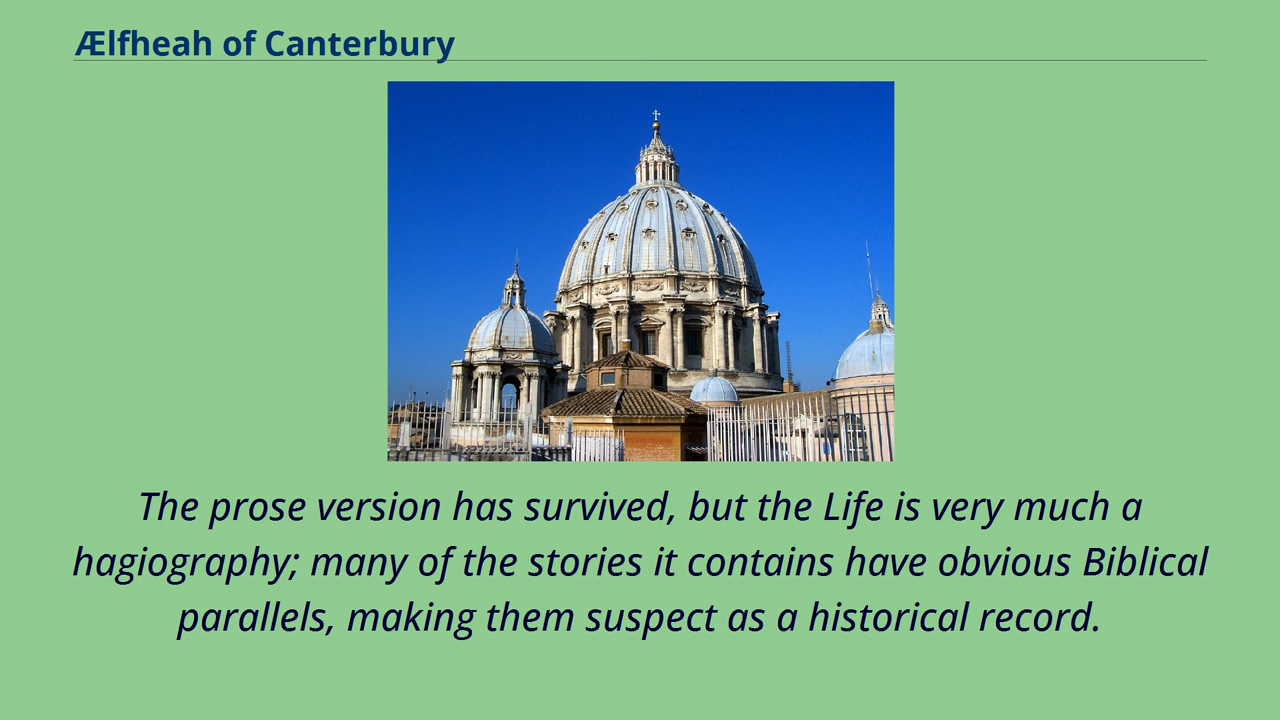 Ælfheah of Canterbury
The prose version has survived, but the Life is very much a
hagiography; many of the stories it contains have obvious Biblical
parallels, making them suspect as a historical record.